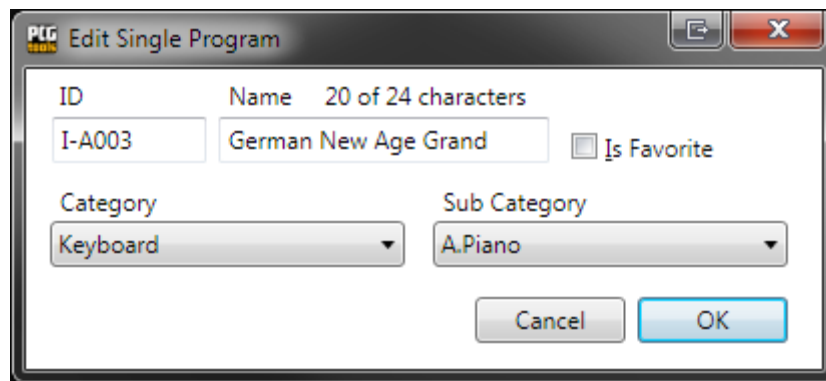 PCG tools Edit Single Program
ID Name 20 of 24 characters
I-A003 German New Age Grand Is Favorite
Category Sub Category
Keyboard A.Piano
Cancel OK